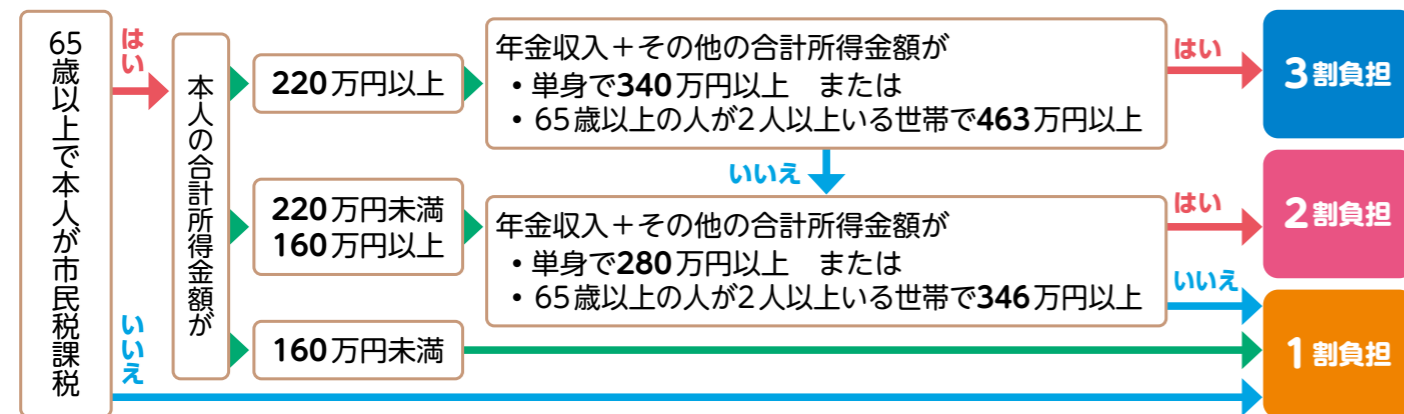 65歳以上で本人が市民税課税
はい
いいえ
本人の合計所得金額が
220万円以上
年金収入＋その他の合計所得金額が
・単身で340万円以上　または
・65歳以上の人が2人以上いる世帯で463万円以上
はい
3割負担
いいえ
220万円未満
160万円以上
年金収入＋その他の合計所得金額が
・単身で280万円以上　または
・65歳以上の人が2人以上いる世帯で346万円以上
はい
2割負担
いいえ
160万円未満
1割負担